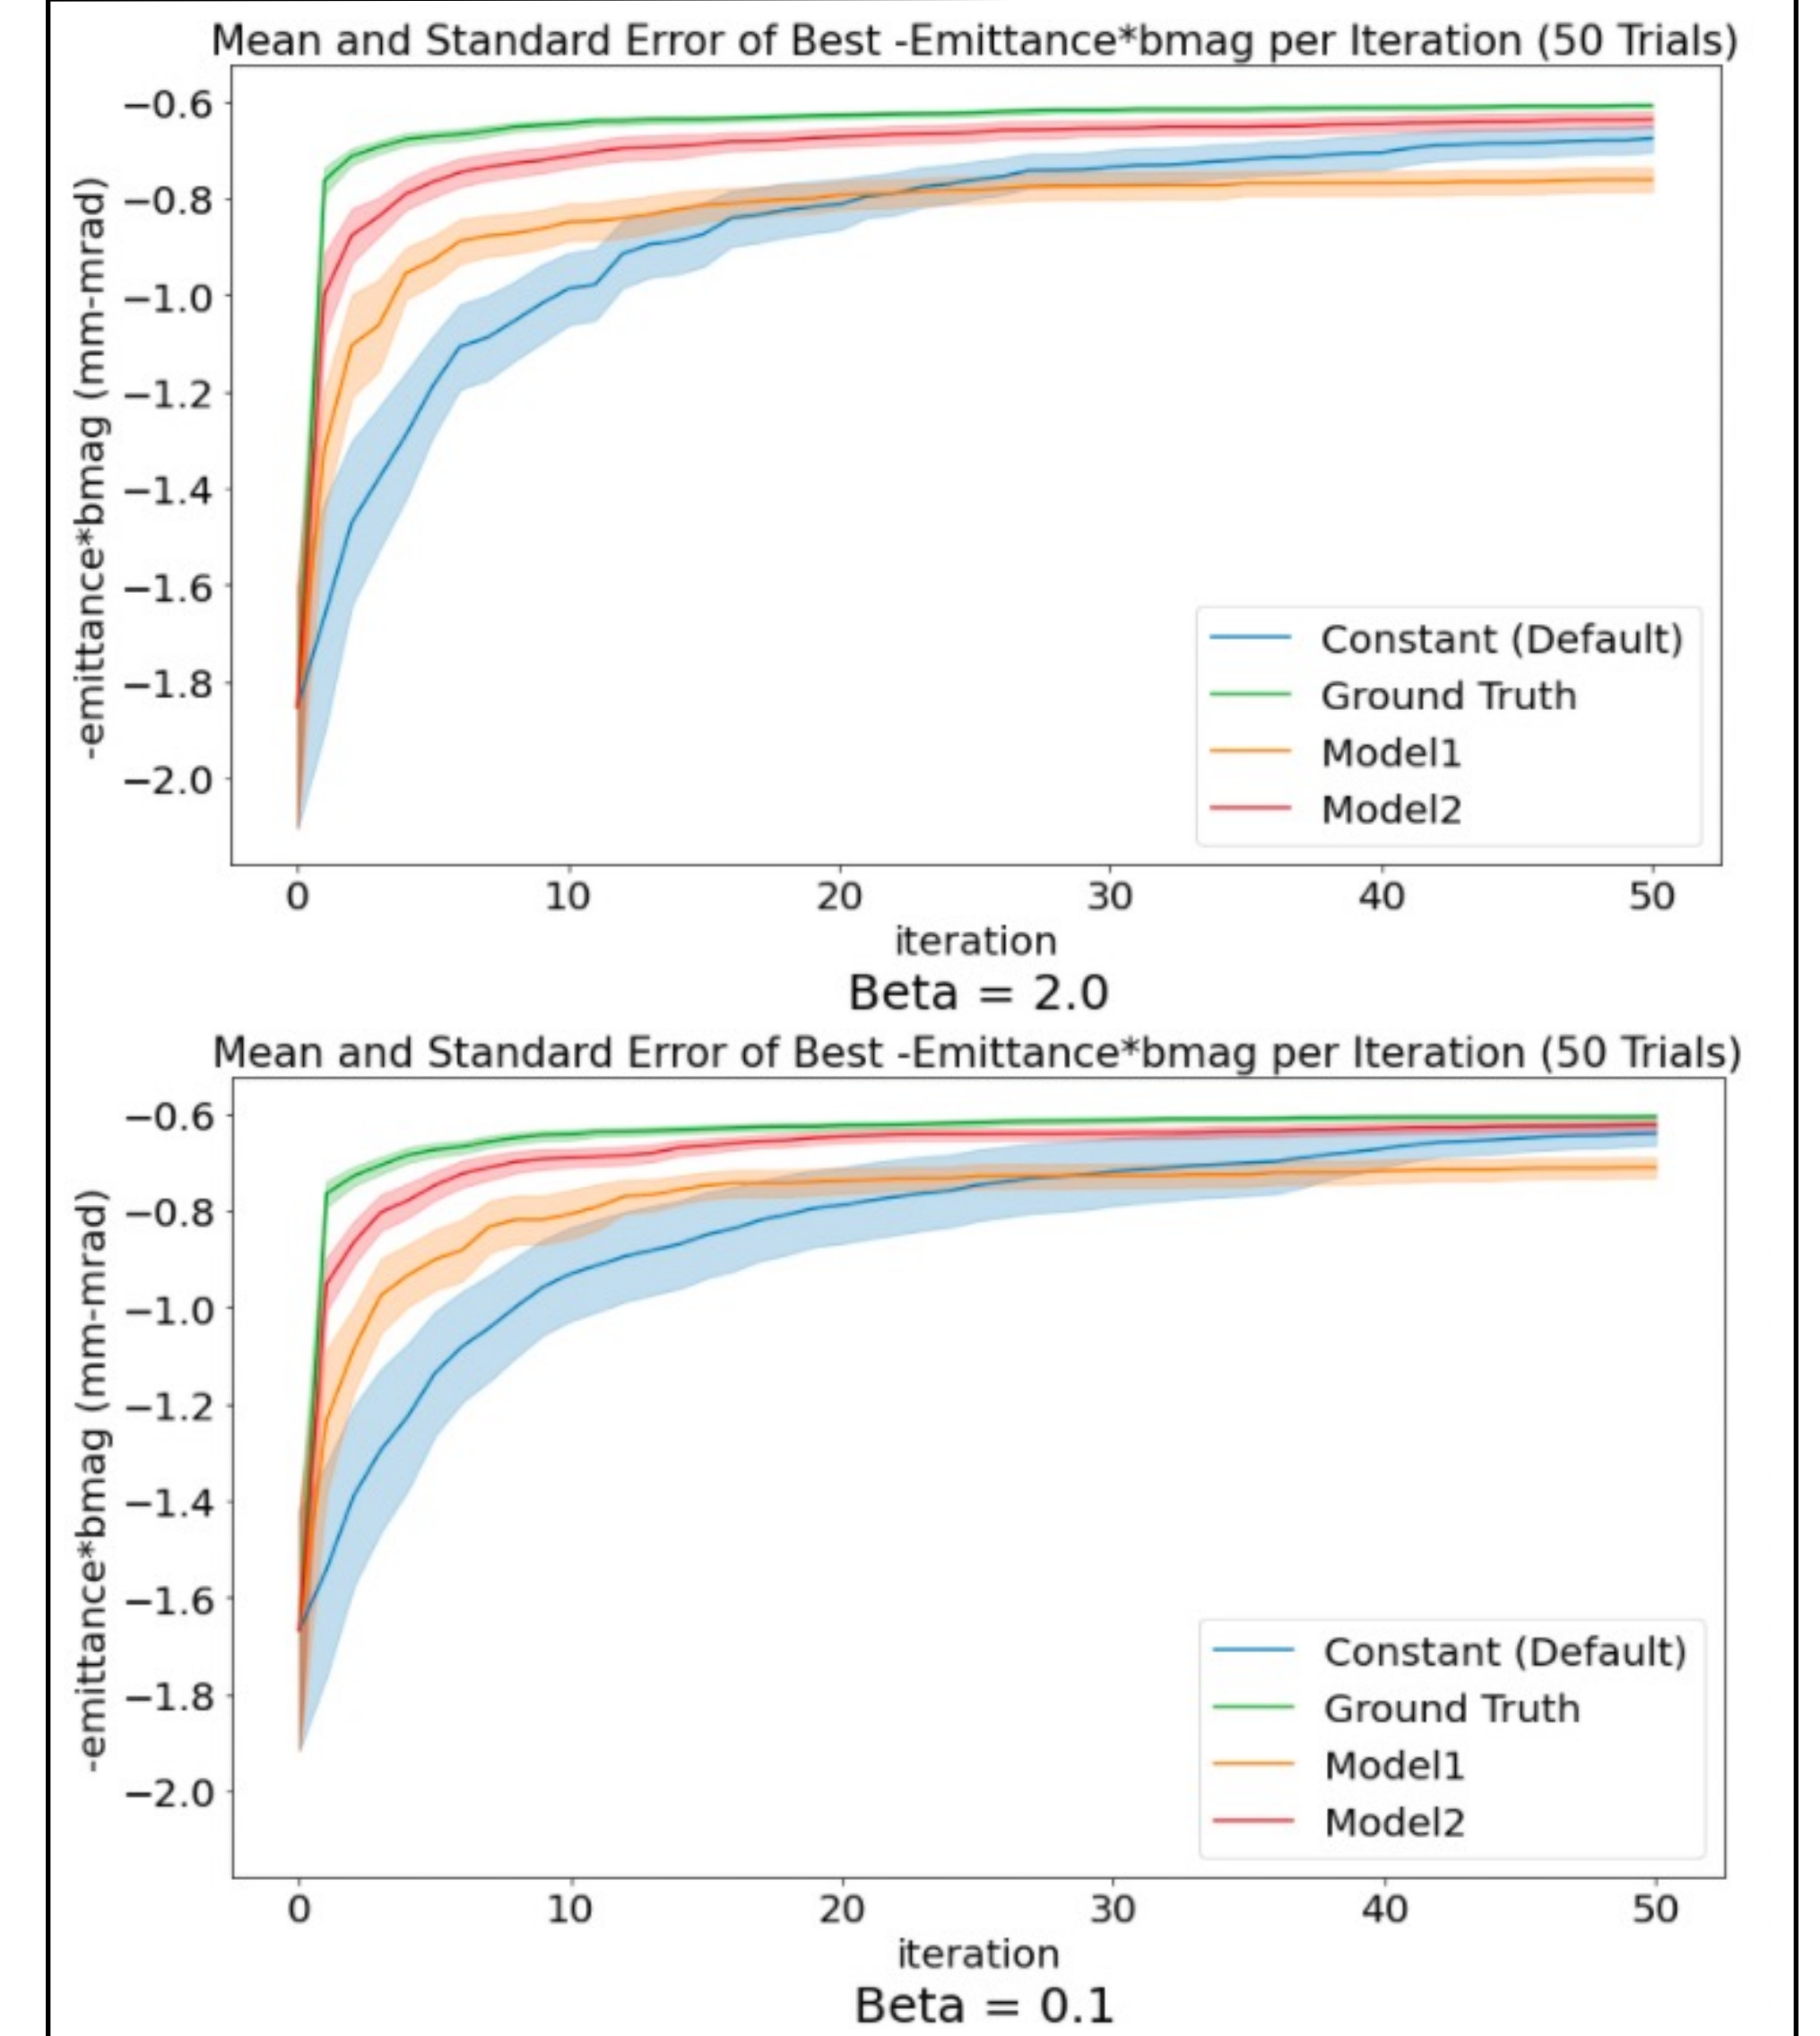 Mean and Standard Error of Best -Emittance*bmag per Iteration (50 Trials)
−0.6
−0.8
−1.0
−1.2
−1.4
−1.6
−1.8
−2.0
-emittance*bmag (mm-mrad)
Constant (Default)
Ground Truth
Model1
Model2
0 10 20 30 40 50
iteration
Beta = 2.0
Mean and Standard Error of Best -Emittance*bmag per Iteration (50 Trials)
−0.6
−0.8
−1.0
−1.2
−1.4
−1.6
−1.8
−2.0
-emittance*bmag (mm-mrad)
Constant (Default)
Ground Truth
Model1
Model2
0 10 20 30 40 50
iteration
Beta = 0.1